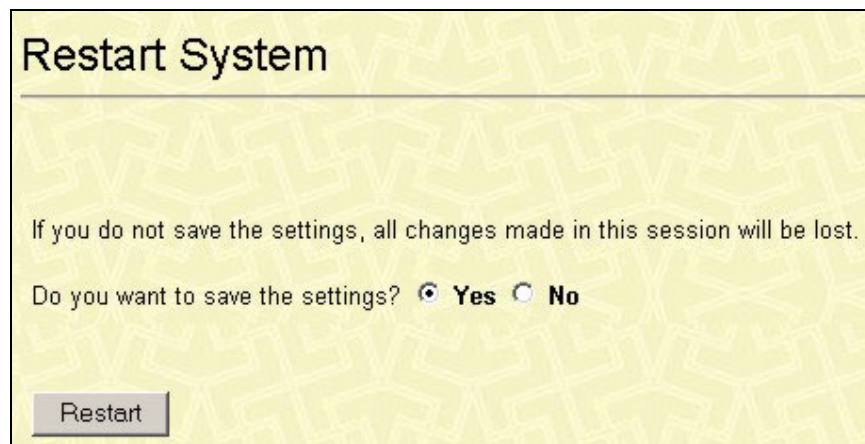 Restart System
If you do not save the settings, all changes made in this session will be lost.
Do you want to save the settings? Yes No
Restart